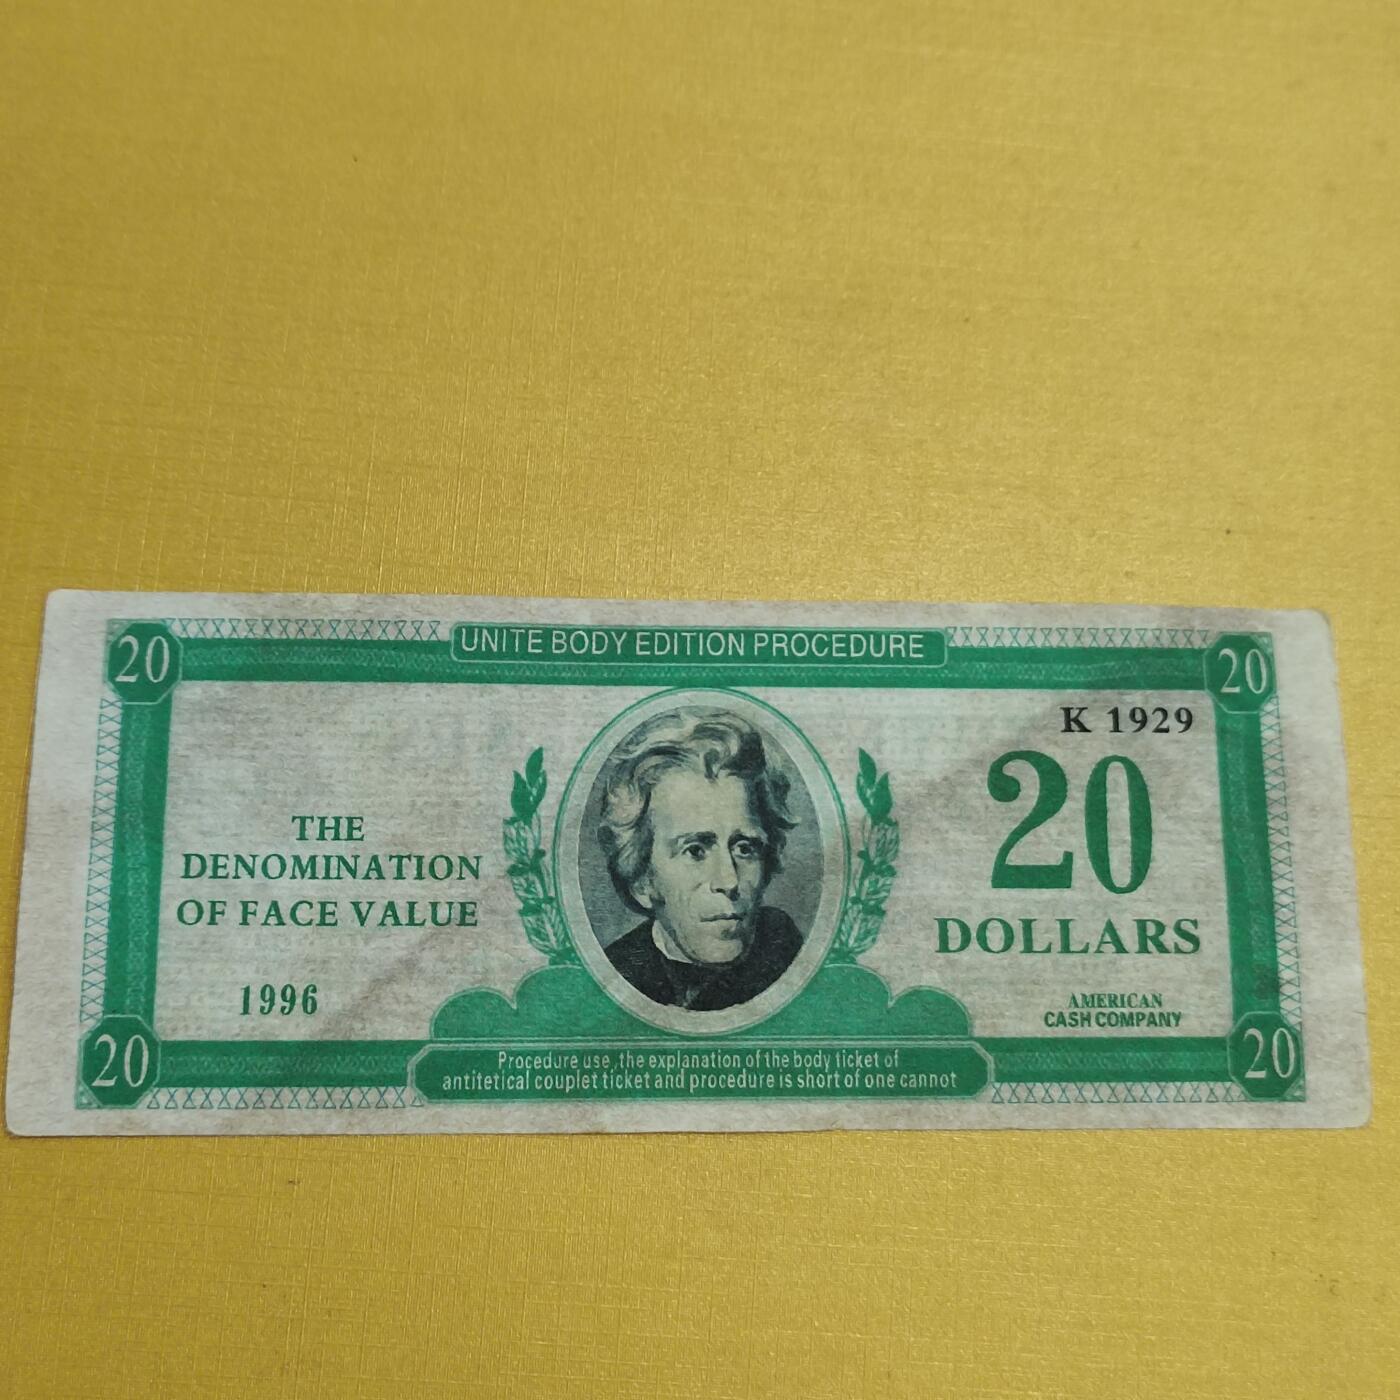 20
UNITE BODY EDITION PROCEDURE
20
K 1929
20
DOLLARS
THE
DENOMINATION
OF FACE VALUE
1996
AMERICAN
CASH COMPANY
20
Procedure use, the explanation of the body ticket of
antitetical couplet ticket and procedure is short of one cannot
20